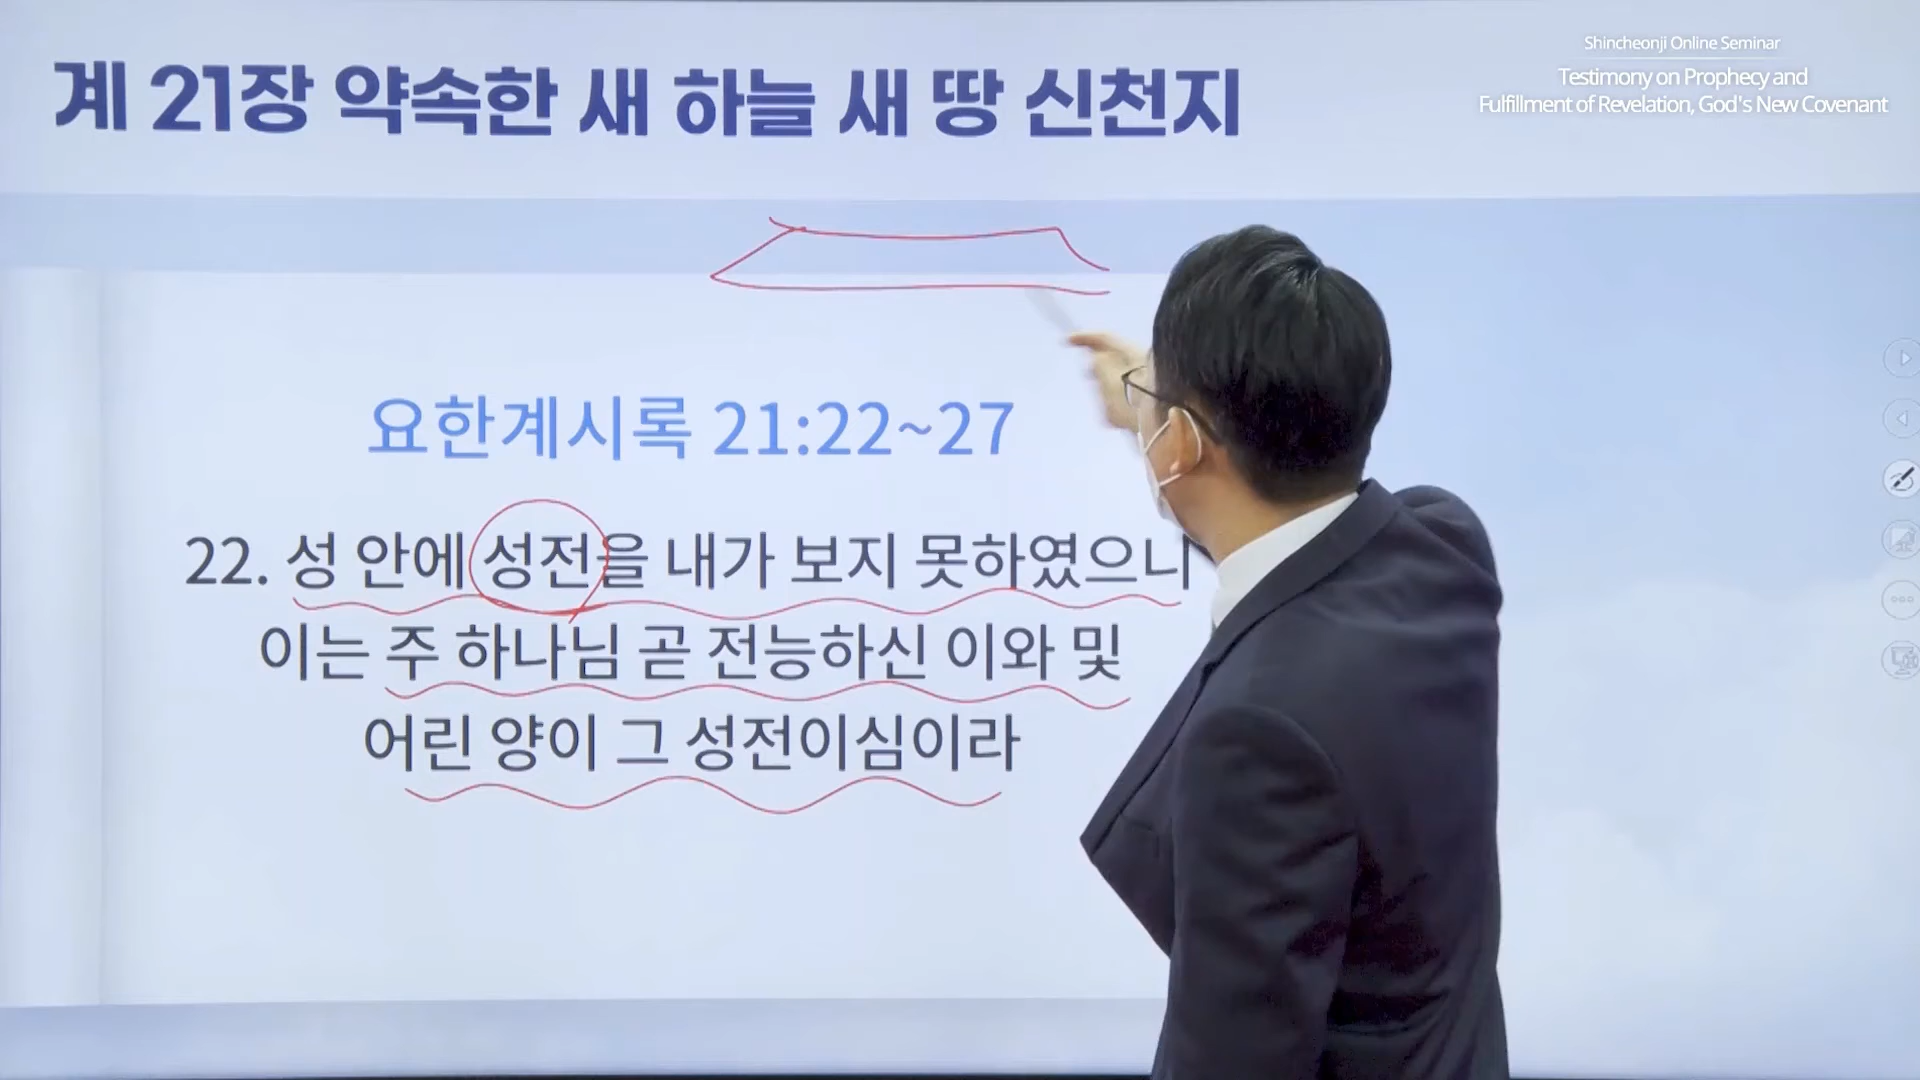 계 21장 약속한 새 하늘 새 땅 신천지
Shincheonji Online Seminar
Testimony on Prophecy and
Fulfillment of Revelation, God's New Covenant
요한계시록 21:22~27
22. 성 안에 성전을 내가 보지 못하였으니
이는 주 하나님 곧 전능하신 이와 및
어린 양이 그 성전이심이라